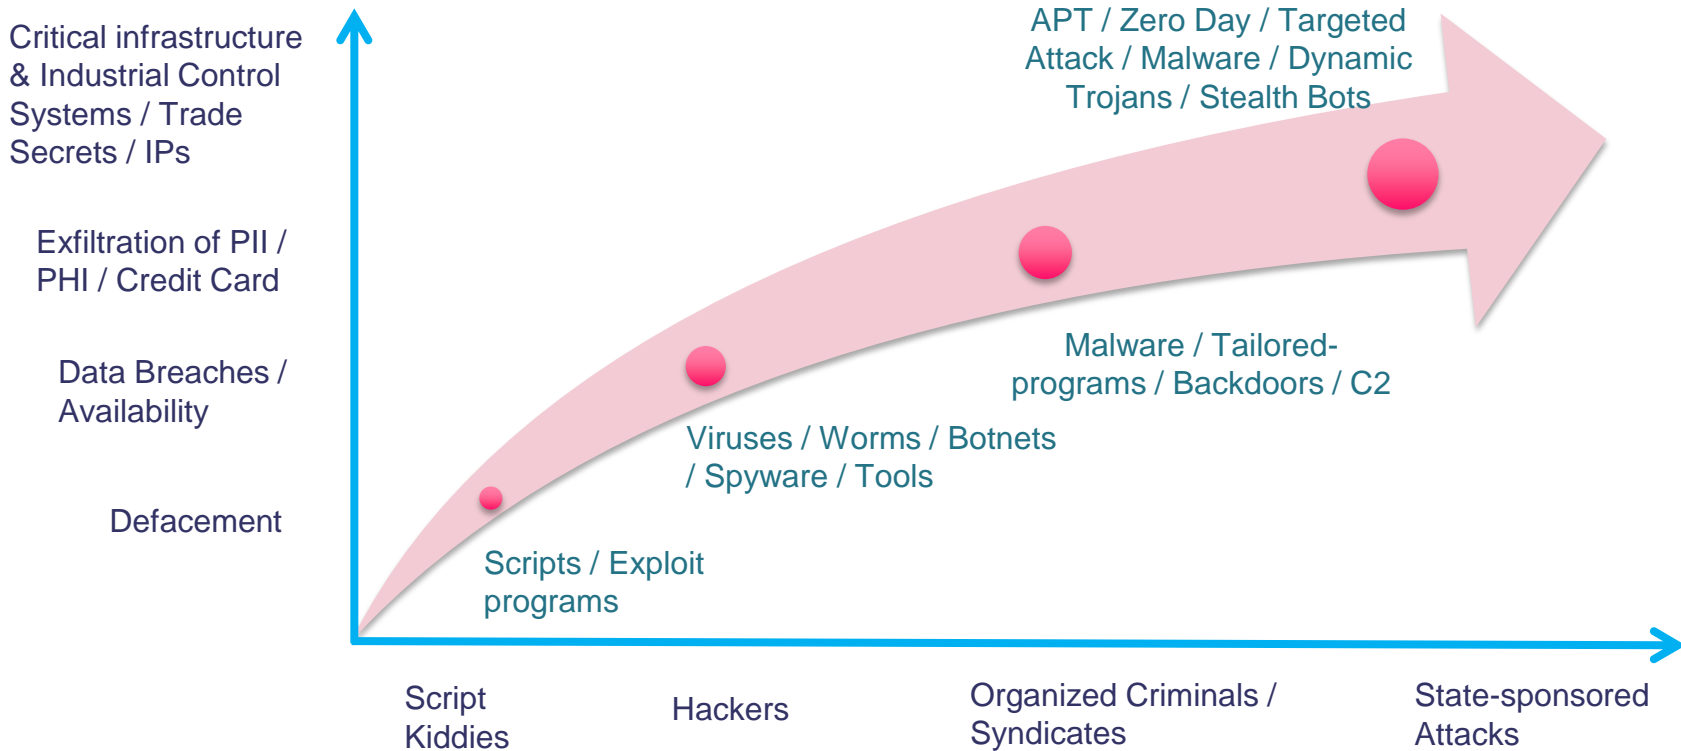 Critical infrastructure
& Industrial Control
Systems / Trade
Secrets / IPs
Exfiltration of PII /
PHI / Credit Card
Data Breaches /
Availability
Defacement
APT / Zero Day / Targeted
Attack / Malware / Dynamic
Trojans / Stealth Bots
Malware / Tailored-
programs / Backdoors / C2
Viruses / Worms / Botnets
/ Spyware / Tools
Scripts / Exploit
programs
Script
Kiddies
Hackers
Organized Criminals /
Syndicates
State-sponsored
Attacks